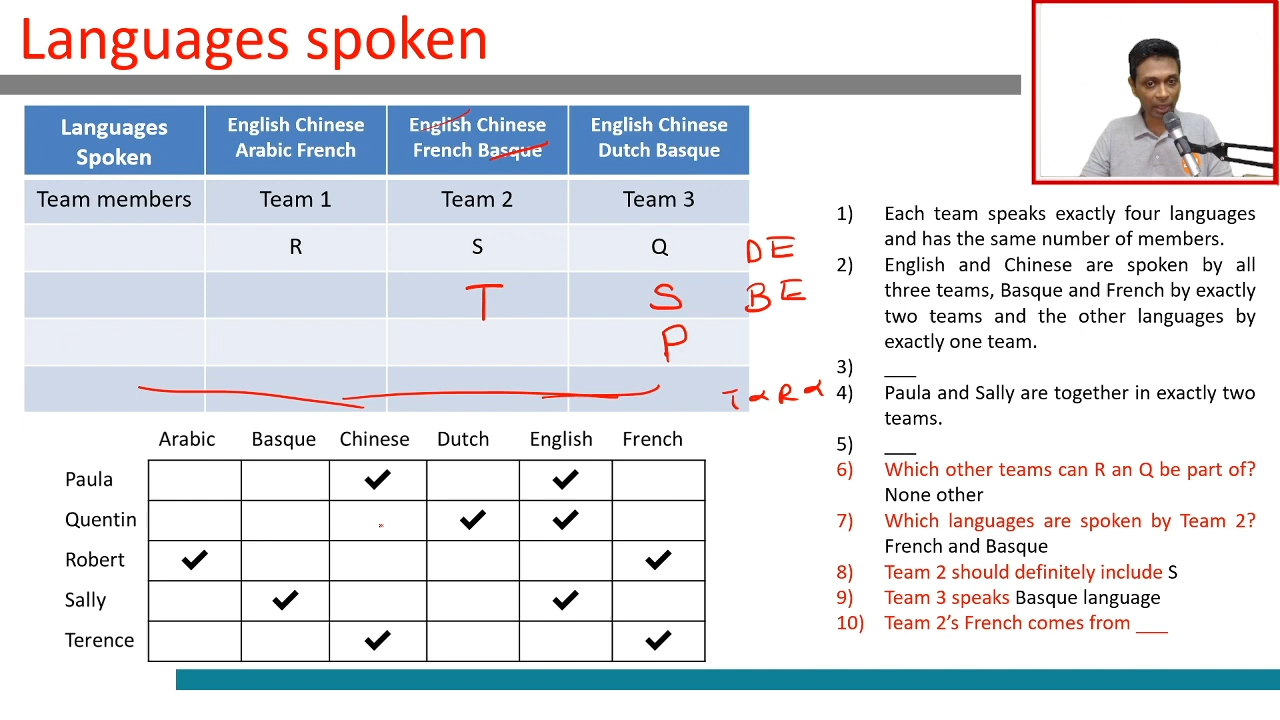 Languages spoken
Languages Spoken
English Chinese Arabic French
English Chinese French Basque
English Chinese Dutch Basque
Team members
Team 1
Team 2
Team 3
R
S
Q
D E
T
S
B E
P
T α R α
Arabic Basque Chinese Dutch English French
Paula ✓ ✓
Quentin ✓ ✓
Robert ✓ ✓
Sally ✓ ✓
Terence ✓ ✓
1) Each team speaks exactly four languages
and has the same number of members.
2) English and Chinese are spoken by all
three teams, Basque and French by exactly
two teams and the other languages by
exactly one team.
3) ___
4) Paula and Sally are together in exactly two
teams.
5) ___
6) Which other teams can R an Q be part of?
None other
7) Which languages are spoken by Team 2?
French and Basque
8) Team 2 should definitely include S
9) Team 3 speaks Basque language
10) Team 2's French comes from ___